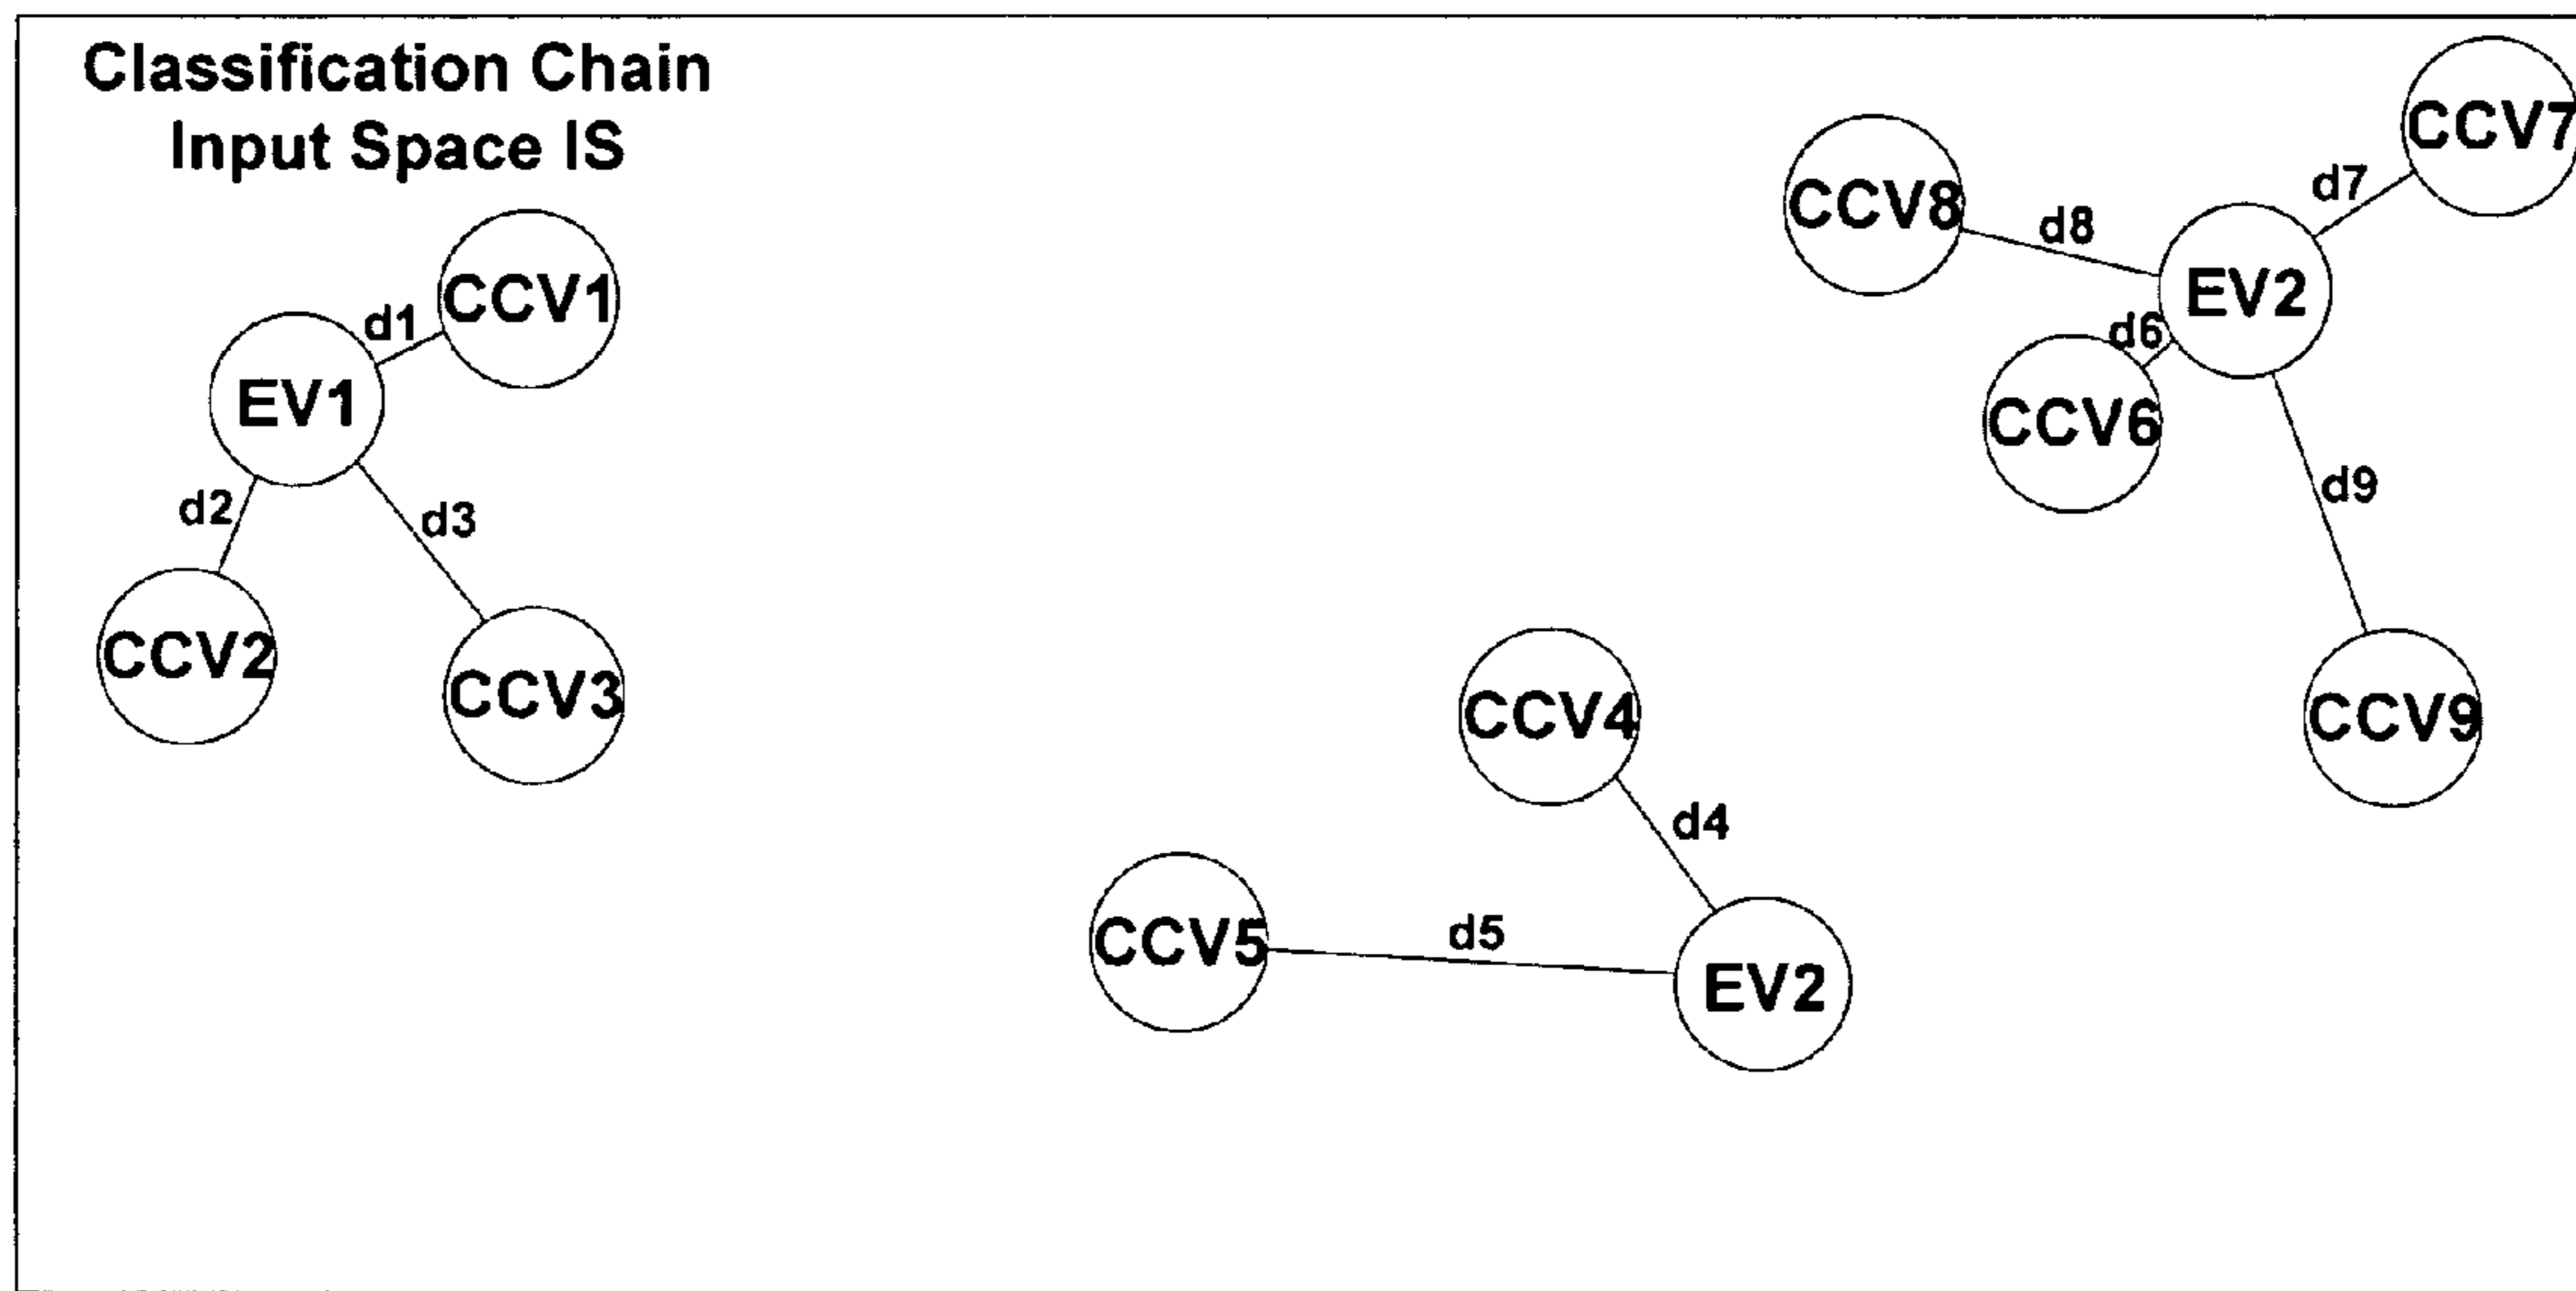 Classification Chain
Input Space IS
CCV7
CCV8
d7
d8
EV2
CCV1
d1
d6
EV1
CCV6
d9
d2
d3
CCV2
CCV3
CCV4
CCV9
d4
CCV5
d5
EV2